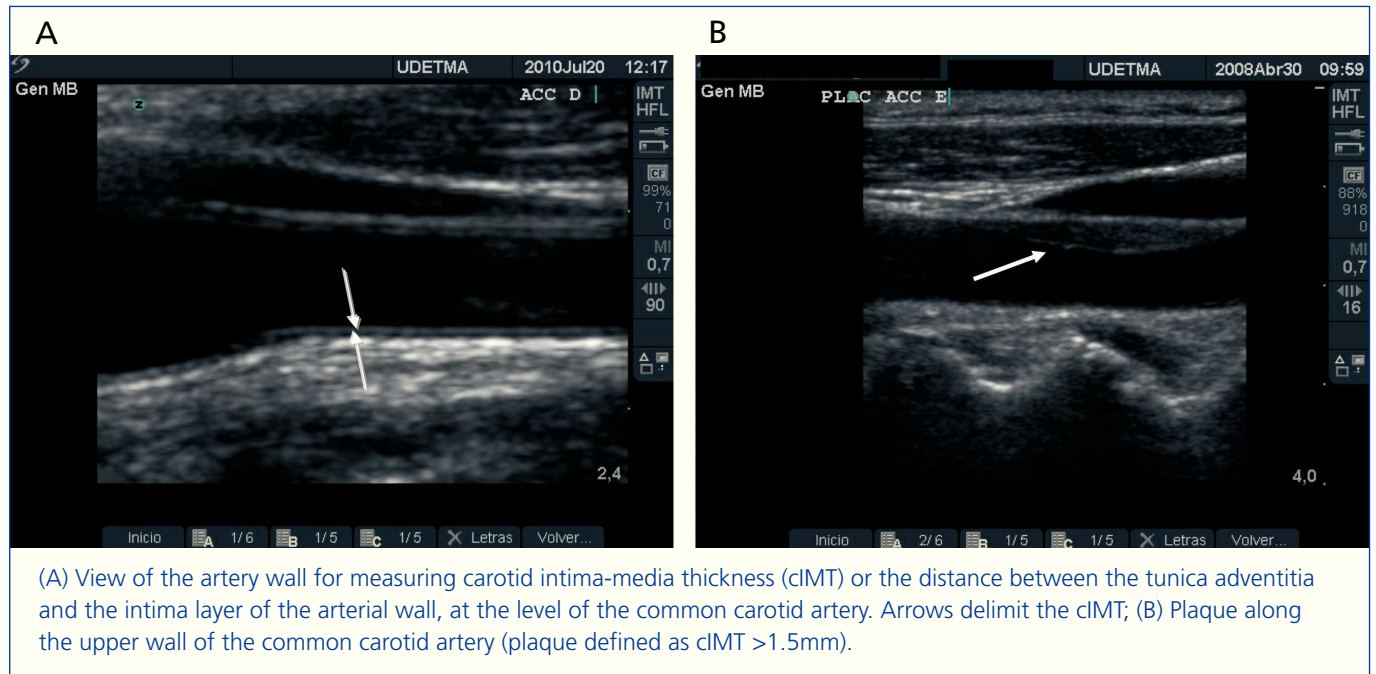 A
UDETMA 2010Jul20 12:17
Gen MB
ACC D
IMT
HFL
z
CF
99%
71
0
MI
0,7
90
2,4
Inicio A 1/6 B 1/5 C 1/5 Letras Volver...
B
UDETMA 2008Abr30 09:59
Gen MB
ACC E
IMT
HFL
CF
88%
918
0
MI
0,7
16
4,0
Inicio A 2/6 B 1/5 C 1/5 Letras Volver...
(A) View of the artery wall for measuring carotid intima-media thickness (cIMT) or the distance between the tunica adventitia
and the intima layer of the arterial wall, at the level of the common carotid artery. Arrows delimit the cIMT; (B) Plaque along
the upper wall of the common carotid artery (plaque defined as cIMT >1.5mm).